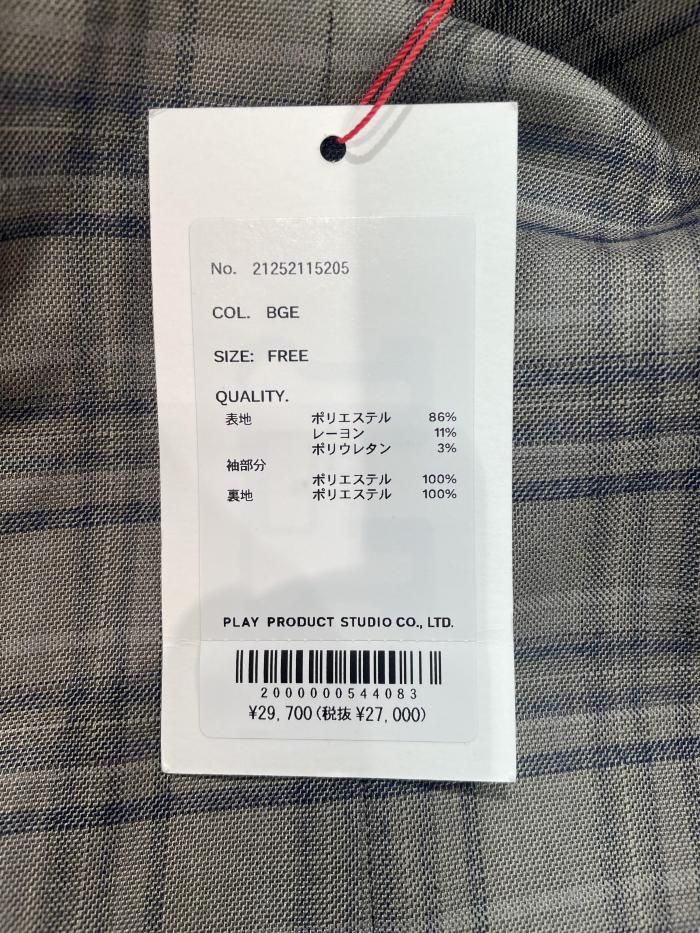 No. 21252115205
COL. BGE
SIZE: FREE
QUALITY.
表地 ポリエステル 86%
レーヨン 11%
ポリウレタン 3%
袖部分
ポリエステル 100%
裏地 ポリエステル 100%
PLAY PRODUCT STUDIO CO., LTD.
2000000544083
¥29,700(税抜 ¥27,000)